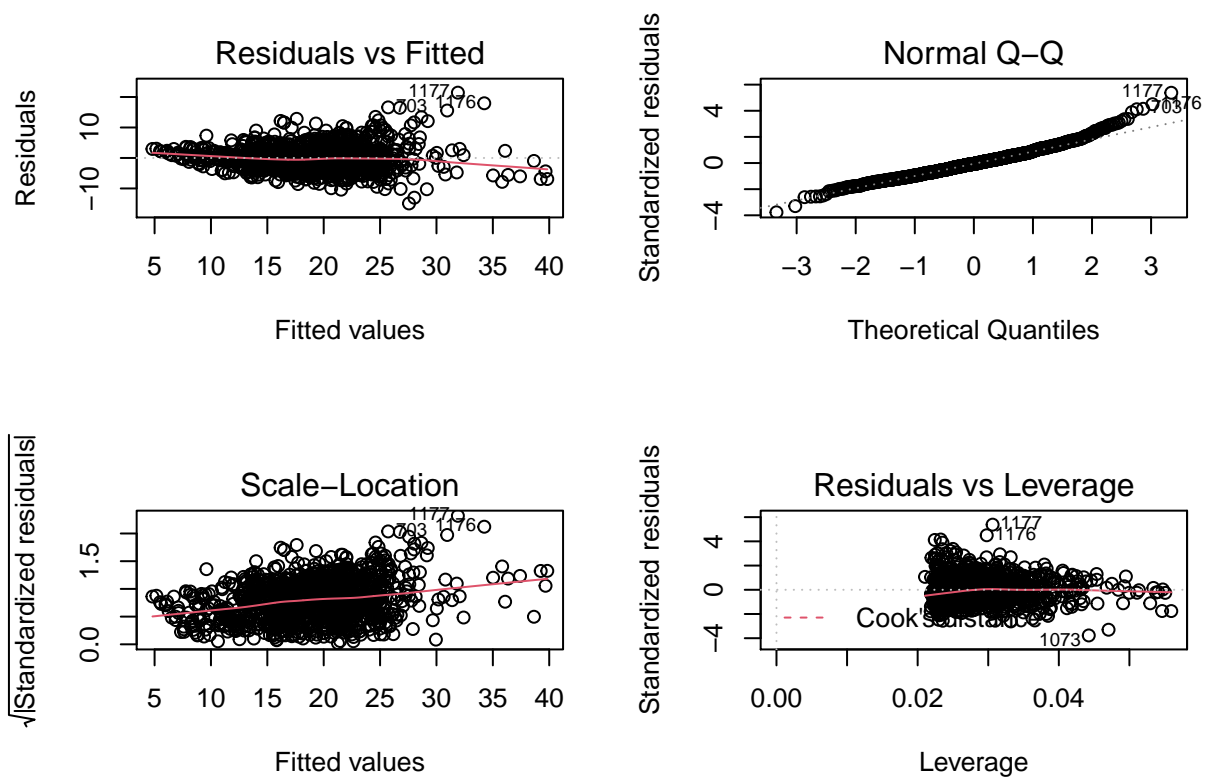 Residuals vs Fitted
Residuals
10
−10
1177
703
1176
5 10 15 20 25 30 35 40
Fitted values
Normal Q−Q
Standardized residuals
4
0
−4
1177
703
1176
−3 −2 −1 0 1 2 3
Theoretical Quantiles
Scale−Location
√|Standardized residuals|
1.5
0.0
1177
703
1176
5 10 15 20 25 30 35 40
Fitted values
Residuals vs Leverage
Standardized residuals
4
0
−4
1177
1176
Cook's distance
1073
0.00 0.02 0.04
Leverage